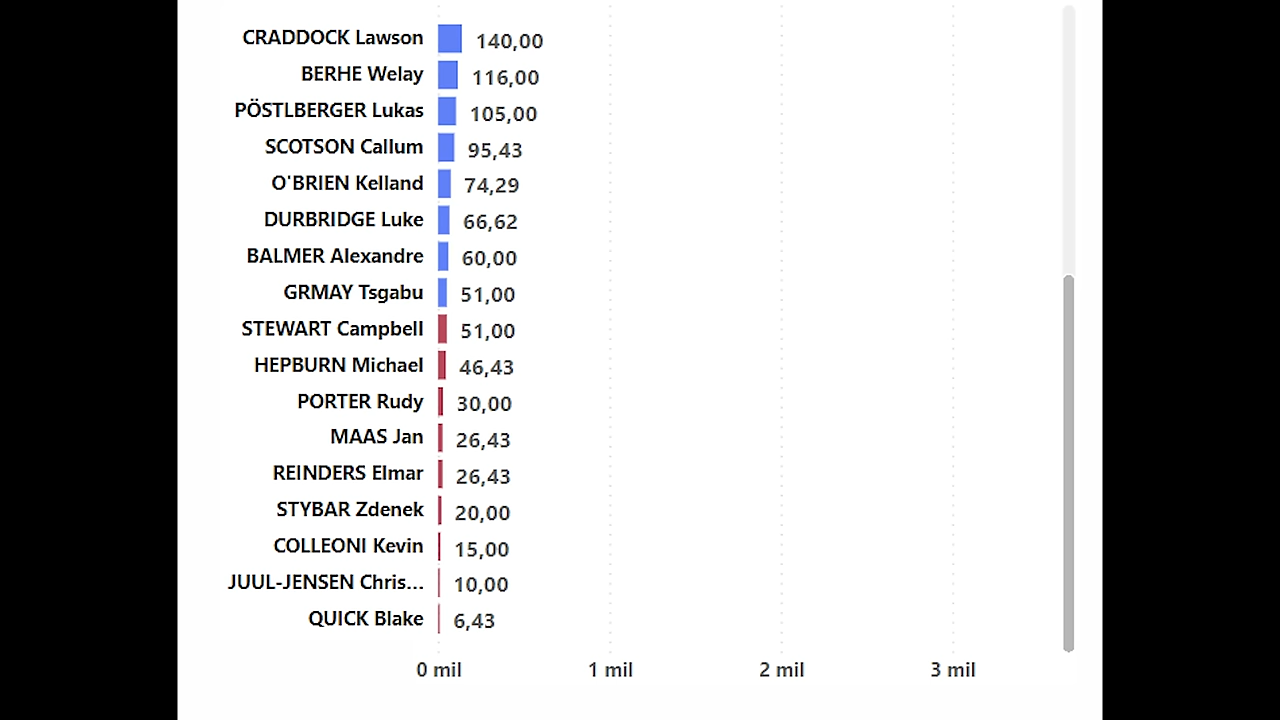 CRADDOCK Lawson 140,00
BERHE Welay 116,00
PÖSTLBERGER Lukas 105,00
SCOTSON Callum 95,43
O'BRIEN Kelland 74,29
DURBRIDGE Luke 66,62
BALMER Alexandre 60,00
GRMAY Tsgabu 51,00
STEWART Campbell 51,00
HEPBURN Michael 46,43
PORTER Rudy 30,00
MAAS Jan 26,43
REINDERS Elmar 26,43
STYBAR Zdenek 20,00
COLLEONI Kevin 15,00
JUUL-JENSEN Chris... 10,00
QUICK Blake 6,43
0 mil 1 mil 2 mil 3 mil